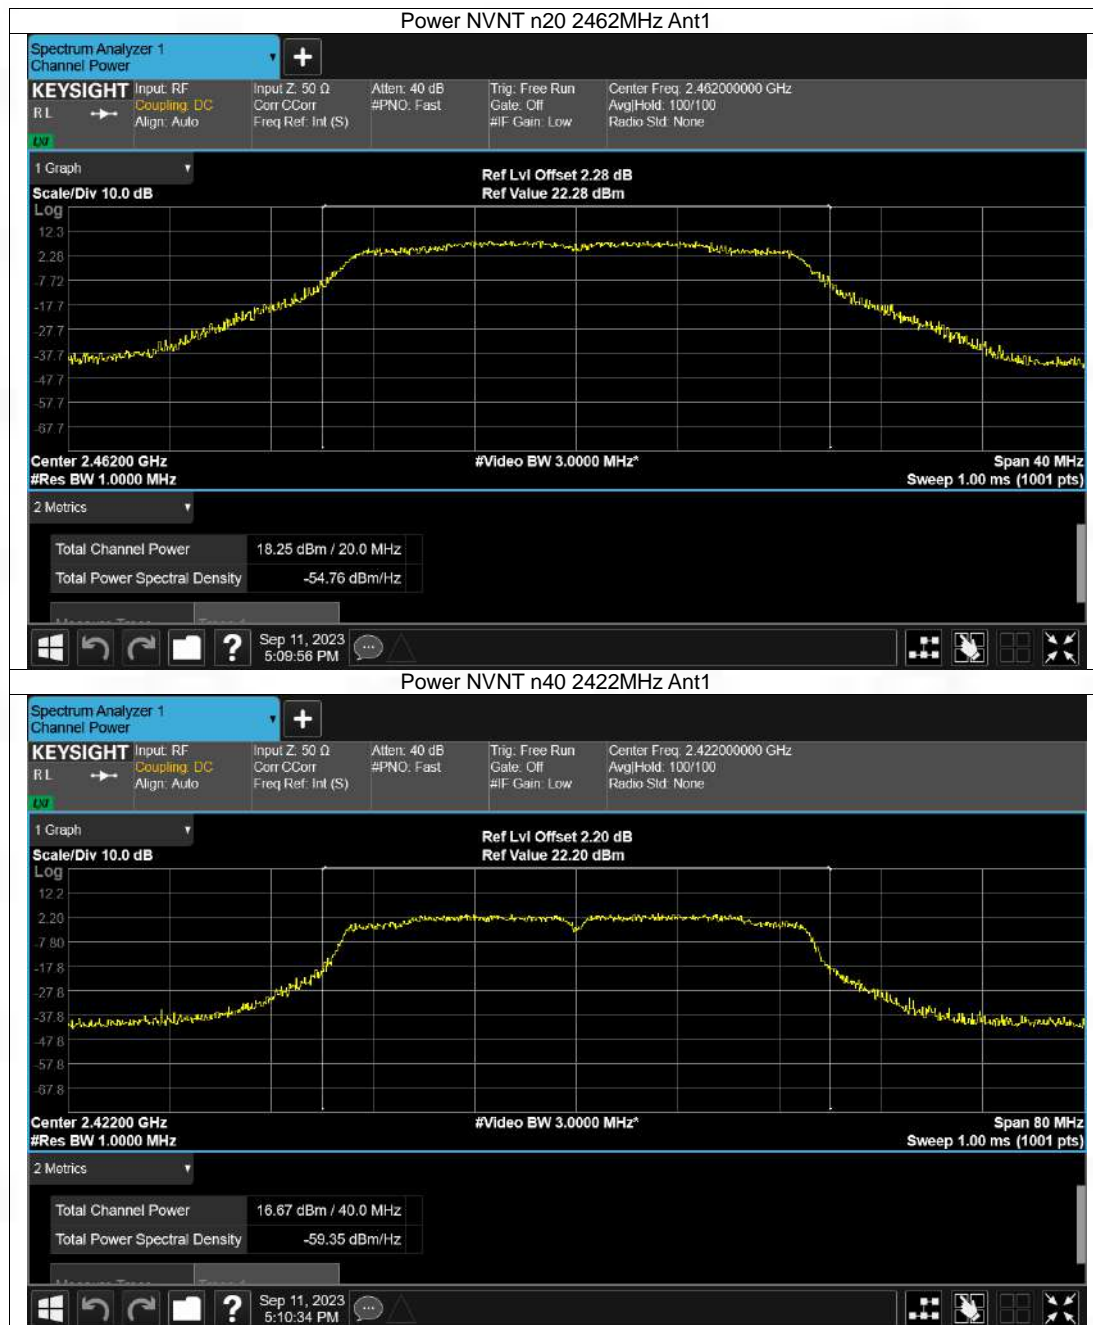 Power NVNT n20 2462MHz Ant1
Spectrum Analyzer 1
Channel Power
KEYSIGHT Input: RF Input Z: 50 Ω Atten: 40 dB Trig: Free Run Center Freq: 2.462000000 GHz
RL Coupling: DC Corr CCorr #PNO: Fast Gate: Off Avg|Hold: 100/100
Align: Auto Freq Ref: Int (S) #IF Gain: Low Radio Std: None
LXI
1 Graph
Ref Lvl Offset 2.28 dB
Scale/Div 10.0 dB Ref Value 22.28 dBm
Log
12.3
2.28
-7.72
-17.7
-27.7
-37.7
-47.7
-57.7
-67.7
Center 2.46200 GHz #Video BW 3.0000 MHz* Span 40 MHz
#Res BW 1.0000 MHz Sweep 1.00 ms (1001 pts)
2 Metrics
Total Channel Power 18.25 dBm / 20.0 MHz
Total Power Spectral Density -54.76 dBm/Hz
Sep 11, 2023
5:09:56 PM
Power NVNT n40 2422MHz Ant1
Spectrum Analyzer 1
Channel Power
KEYSIGHT Input: RF Input Z: 50 Ω Atten: 40 dB Trig: Free Run Center Freq: 2.422000000 GHz
RL Coupling: DC Corr CCorr #PNO: Fast Gate: Off Avg|Hold: 100/100
Align: Auto Freq Ref: Int (S) #IF Gain: Low Radio Std: None
LXI
1 Graph
Ref Lvl Offset 2.20 dB
Scale/Div 10.0 dB Ref Value 22.20 dBm
Log
12.2
2.20
-7.80
-17.8
-27.8
-37.8
-47.8
-57.8
-67.8
Center 2.42200 GHz #Video BW 3.0000 MHz* Span 80 MHz
#Res BW 1.0000 MHz Sweep 1.00 ms (1001 pts)
2 Metrics
Total Channel Power 16.67 dBm / 40.0 MHz
Total Power Spectral Density -59.35 dBm/Hz
Sep 11, 2023
5:10:34 PM